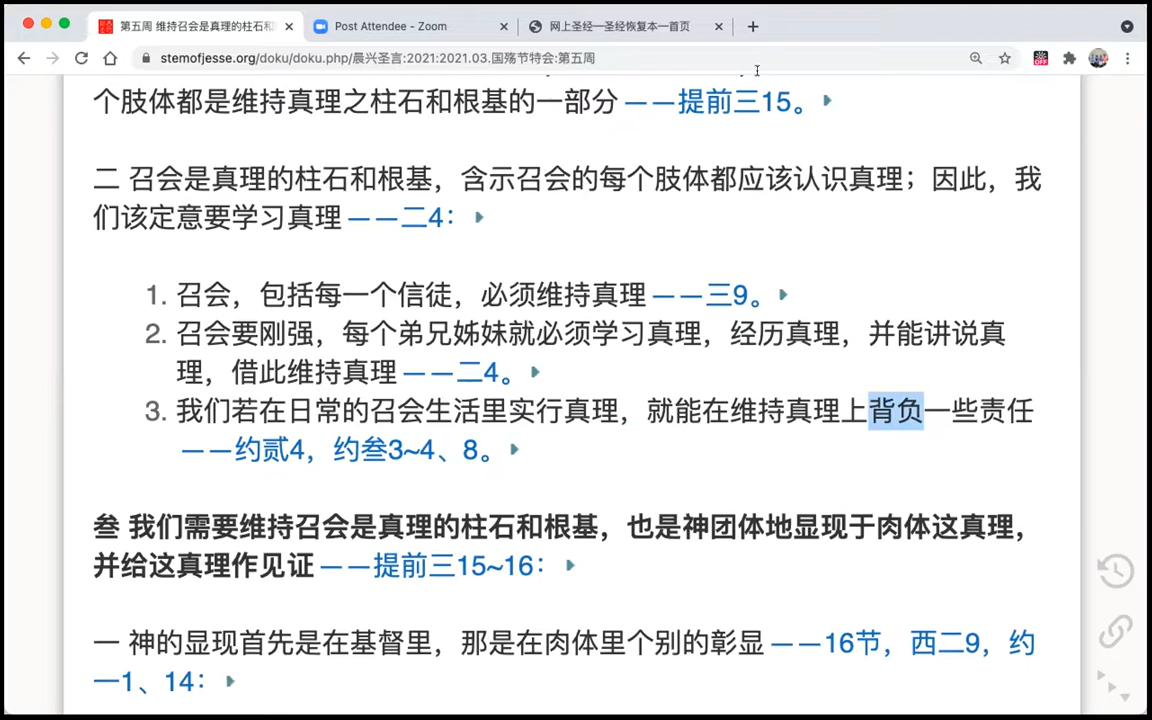 第五周 维持召会是真理的柱石和
Post Attendee - Zoom
网上圣经—圣经恢复本一首页
stemofjesse.org/doku/doku.php/晨兴圣言:2021:2021.03.国殇节特会:第五周
OFF
个肢体都是维持真理之柱石和根基的一部分——提前三15。
二 召会是真理的柱石和根基，含示召会的每个肢体都应该认识真理；因此，我
们该定意要学习真理——二4：
1. 召会，包括每一个信徒，必须维持真理——三9。
2. 召会要刚强，每个弟兄姊妹就必须学习真理，经历真理，并能讲说真
理，借此维持真理——二4。
3. 我们若在日常的召会生活里实行真理，就能在维持真理上背负一些责任
——约贰4，约叁3~4、8。
叁 我们需要维持召会是真理的柱石和根基，也是神团体地显现于肉体这真理，
并给这真理作见证——提前三15~16：
一 神的显现首先是在基督里，那是在肉体里个别的彰显——16节，西二9，约
一1、14：